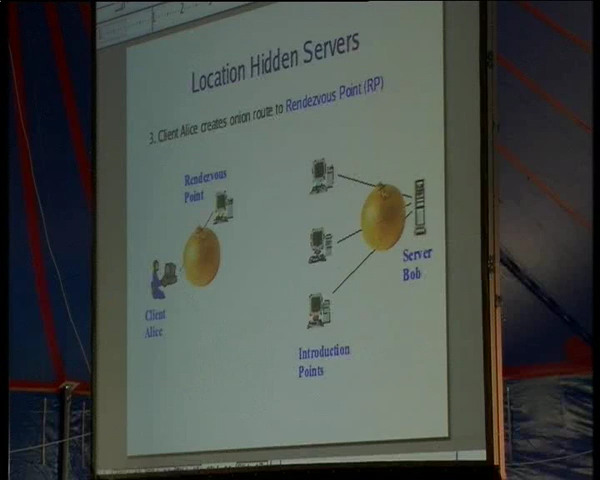 Location Hidden Servers
3. Client Alice creates onion route to Rendezvous Point (RP)
Rendezvous
Point
Server
Bob
Client
Alice
Introduction
Points